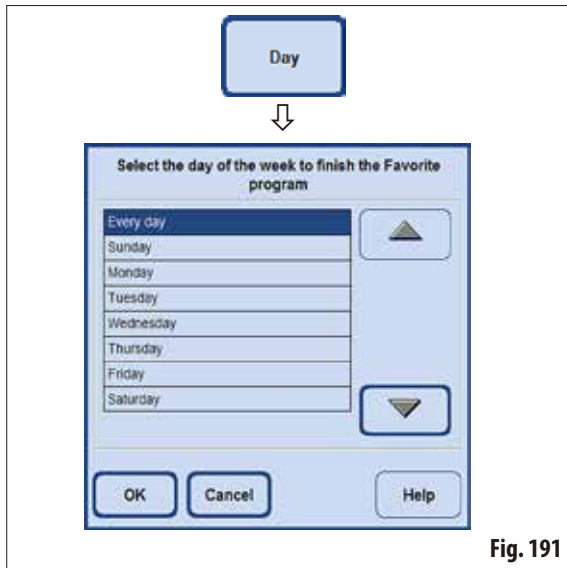 Day
Select the day of the week to finish the Favorite
program
Every day
Sunday
Monday
Tuesday
Wednesday
Thursday
Friday
Saturday
OK
Cancel
Help
Fig. 191